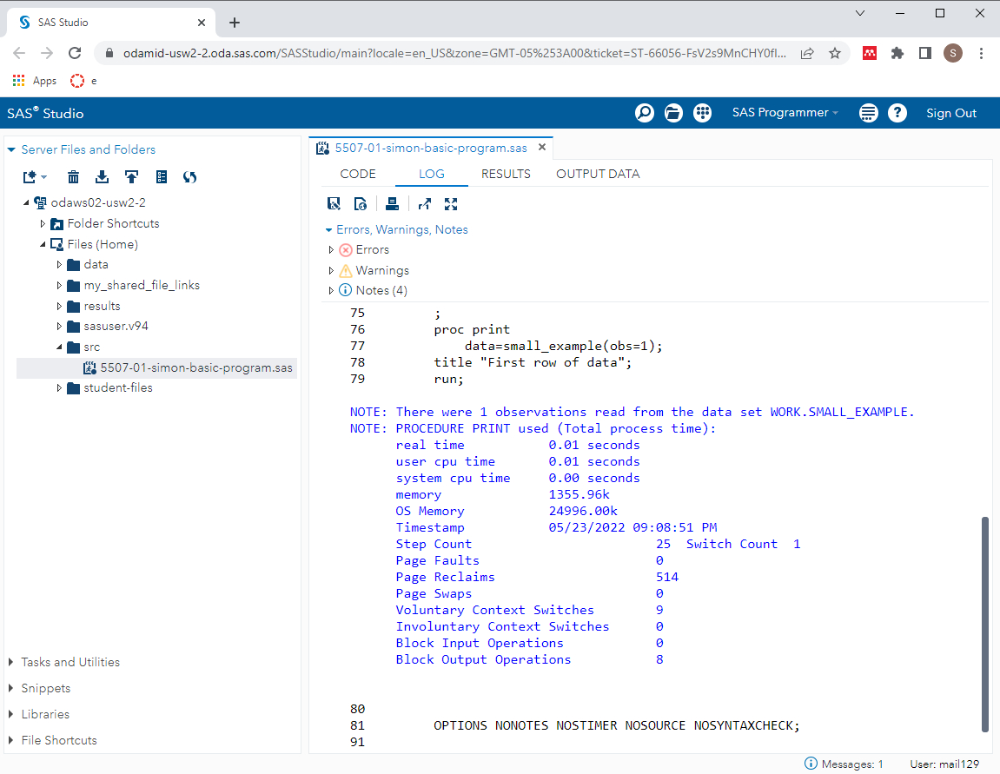 SAS Studio
odamid-usw2-2.oda.sas.com/SASStudio/main?locale=en_US&zone=GMT-05%253A00&ticket=ST-66056-FsV2s9MnCHY0fl...
S
Apps
e
SAS® Studio
SAS Programmer
Sign Out
Server Files and Folders
odaws02-usw2-2
Folder Shortcuts
Files (Home)
data
my_shared_file_links
results
sasuser.v94
src
5507-01-simon-basic-program.sas
student-files
Tasks and Utilities
Snippets
Libraries
File Shortcuts
5507-01-simon-basic-program.sas
CODE LOG RESULTS OUTPUT DATA
Errors, Warnings, Notes
Errors
Warnings
Notes (4)
75 ;
76 proc print
77 data=small_example(obs=1);
78 title "First row of data";
79 run;
NOTE: There were 1 observations read from the data set WORK.SMALL_EXAMPLE.
NOTE: PROCEDURE PRINT used (Total process time):
real time 0.01 seconds
user cpu time 0.01 seconds
system cpu time 0.00 seconds
memory 1355.96k
OS Memory 24996.00k
Timestamp 05/23/2022 09:08:51 PM
Step Count 25 Switch Count 1
Page Faults 0
Page Reclaims 514
Page Swaps 0
Voluntary Context Switches 9
Involuntary Context Switches 0
Block Input Operations 0
Block Output Operations 8
80
81 OPTIONS NONOTES NOSTIMER NOSOURCE NOSYNTAXCHECK;
91
Messages: 1 User: mail129